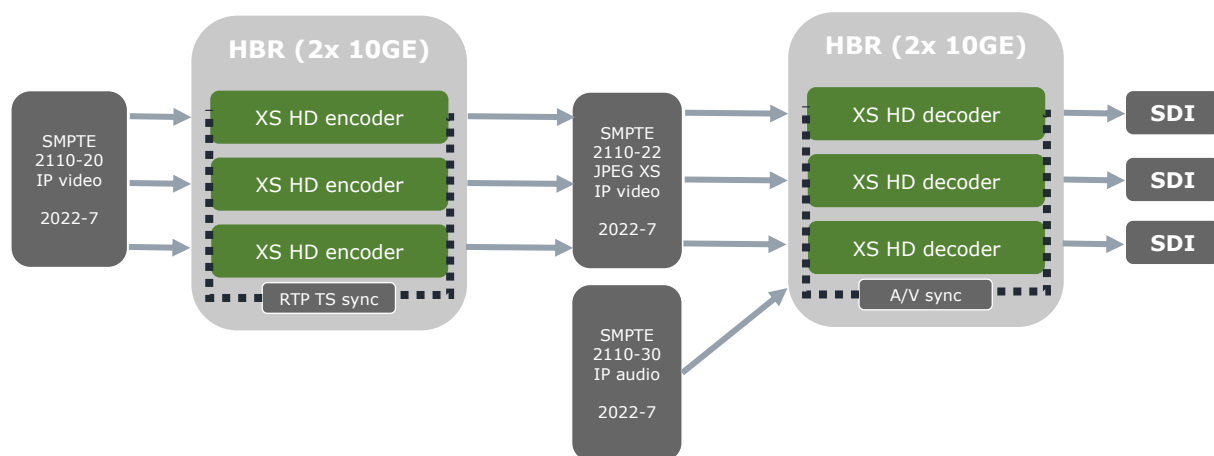 HBR (2x 10GE)
XS HD encoder
XS HD encoder
XS HD encoder
RTP TS sync
SMPTE
2110-20
IP video
2022-7
SMPTE
2110-22
JPEG XS
IP video
2022-7
SMPTE
2110-30
IP audio
2022-7
HBR (2x 10GE)
XS HD decoder
XS HD decoder
XS HD decoder
A/V sync
SDI
SDI
SDI